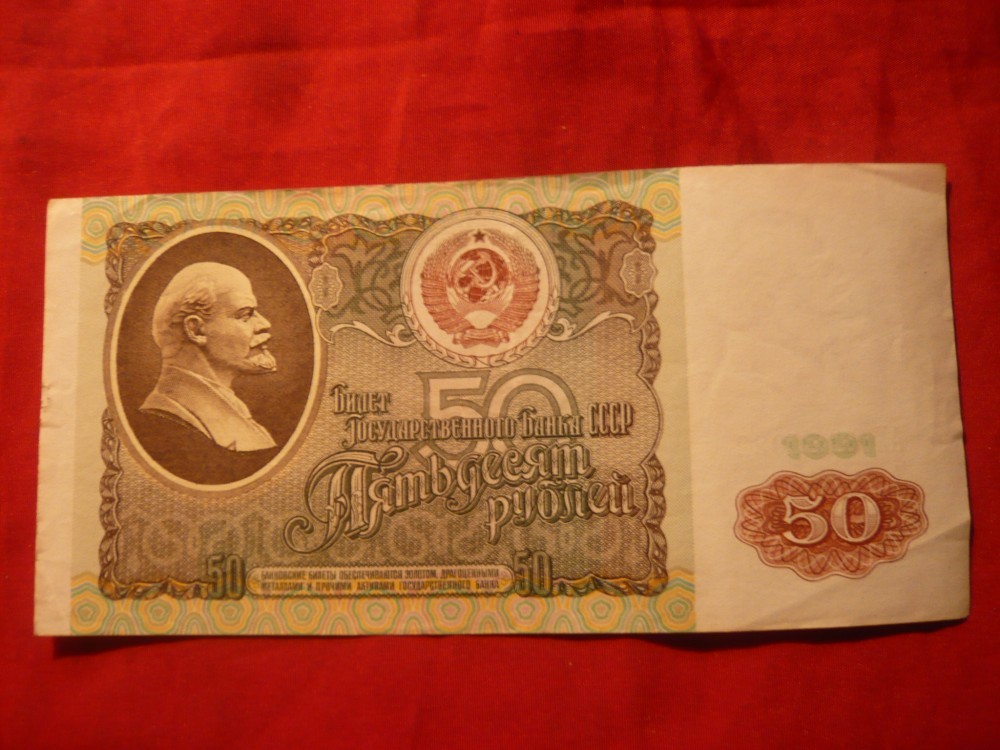 50
Билет
Государственного Банка СССР
Пятьдесят
рублей
1991
50
50
50
БАНКОВСКИЕ БИЛЕТЫ ОБЕСПЕЧИВАЮТСЯ ЗОЛОТОМ, ДРАГОЦЕННЫМИ
МЕТАЛЛАМИ И ПРОЧИМИ АКТИВАМИ ГОСУДАРСТВЕННОГО БАНКА